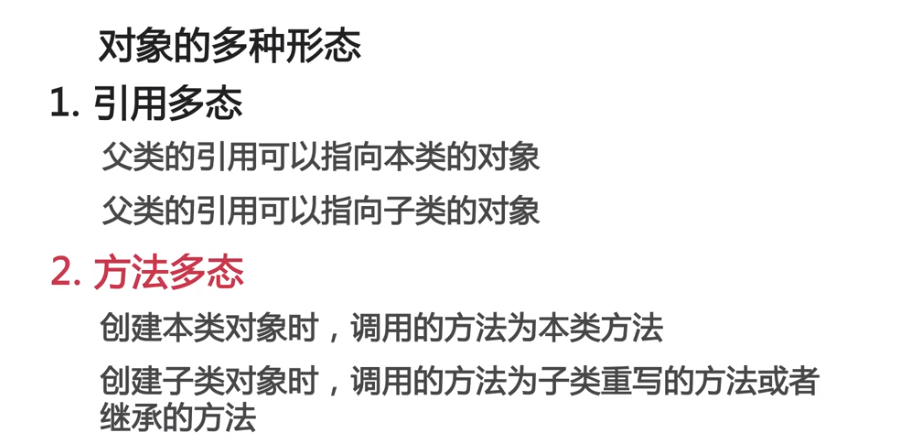 对象的多种形态
1. 引用多态
父类的引用可以指向本类的对象
父类的引用可以指向子类的对象
2. 方法多态
创建本类对象时，调用的方法为本类方法
创建子类对象时，调用的方法为子类重写的方法或者
继承的方法